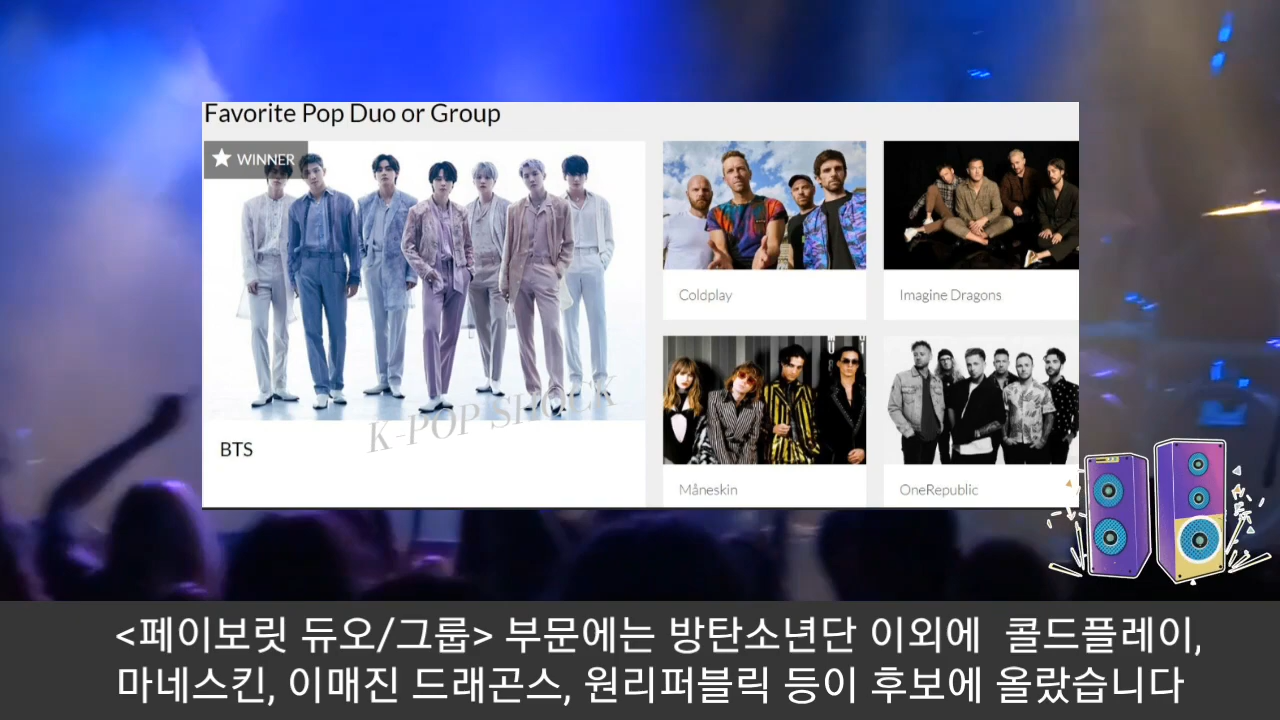 Favorite Pop Duo or Group
★ WINNER
BTS
K-POP SHOCK
Coldplay
Imagine Dragons
Måneskin
OneRepublic
<페이보릿 듀오/그룹> 부문에는 방탄소년단 이외에 콜드플레이,
마네스킨, 이매진 드래곤스, 원리퍼블릭 등이 후보에 올랐습니다